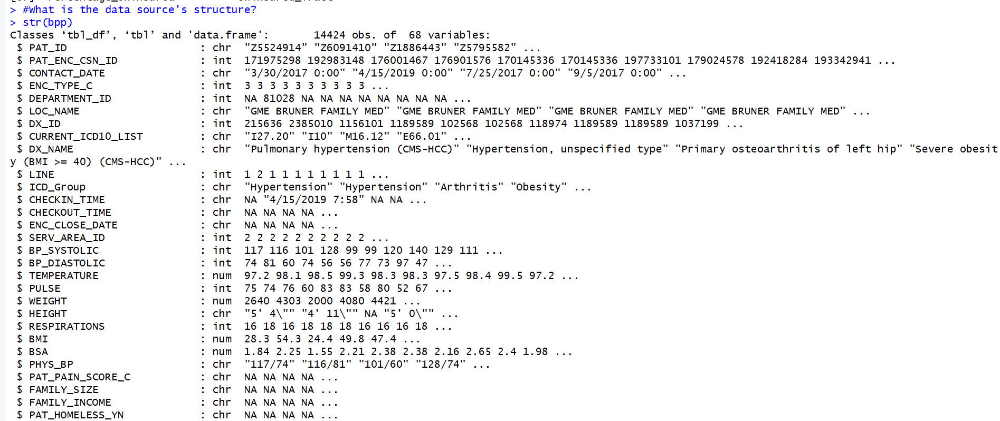 > #What is the data source's structure?
> str(bpp)
Classes ‘tbl_df’, ‘tbl’ and 'data.frame':	14424 obs. of  68 variables:
 $ PAT_ID                     : chr  "Z5524914" "Z6091410" "Z1886443" "Z5795582" ...
 $ PAT_ENC_CSN_ID             : int  171975298 192983148 176001467 176901576 170145336 170145336 197733101 179024578 192418284 193342941 ...
 $ CONTACT_DATE               : chr  "3/30/2017 0:00" "4/15/2019 0:00" "7/25/2017 0:00" "9/5/2017 0:00" ...
 $ ENC_TYPE_C                 : int  3 3 3 3 3 3 3 3 3 3 ...
 $ DEPARTMENT_ID              : int  NA 81028 NA NA NA NA NA NA NA NA ...
 $ LOC_NAME                   : chr  "GME BRUNER FAMILY MED" "GME BRUNER FAMILY MED" "GME BRUNER FAMILY MED" "GME BRUNER FAMILY MED" ...
 $ DX_ID                      : int  215636 2385010 1156101 1189589 102568 102568 118974 1189589 1189589 1037199 ...
 $ CURRENT_ICD10_LIST         : chr  "I27.20" "I10" "M16.12" "E66.01" ...
 $ DX_NAME                    : chr  "Pulmonary hypertension (CMS-HCC)" "Hypertension, unspecified type" "Primary osteoarthritis of left hip" "Severe obesit
y (BMI >= 40) (CMS-HCC)" ...
 $ LINE                       : int  1 2 1 1 1 1 1 1 1 1 ...
 $ ICD_Group                  : chr  "Hypertension" "Hypertension" "Arthritis" "Obesity" ...
 $ CHECKIN_TIME               : chr  NA "4/15/2019 7:58" NA NA ...
 $ CHECKOUT_TIME              : chr  NA NA NA NA ...
 $ ENC_CLOSE_DATE             : chr  NA NA NA NA ...
 $ SERV_AREA_ID               : int  2 2 2 2 2 2 2 2 2 2 ...
 $ BP_SYSTOLIC                : int  117 116 101 128 99 99 120 140 129 111 ...
 $ BP_DIASTOLIC               : int  74 81 60 74 56 56 77 73 97 47 ...
 $ TEMPERATURE                : num  97.2 98.1 98.5 99.3 98.3 98.3 97.5 98.4 99.5 97.2 ...
 $ PULSE                      : int  75 74 76 60 83 83 58 80 52 67 ...
 $ WEIGHT                     : num  2640 4303 2000 4080 4421 ...
 $ HEIGHT                     : chr  "5' 4\"" "4' 11\"" NA "5' 0\"" ...
 $ RESPIRATIONS               : int  16 18 16 18 18 18 16 16 16 18 ...
 $ BMI                        : num  28.3 54.3 24.4 49.8 47.4 ...
 $ BSA                        : num  1.84 2.25 1.55 2.21 2.38 2.38 2.16 2.65 2.4 1.98 ...
 $ PHYS_BP                    : chr  "117/74" "116/81" "101/60" "128/74" ...
 $ PAT_PAIN_SCORE_C           : chr  NA NA NA NA ...
 $ FAMILY_SIZE                : chr  NA NA NA NA ...
 $ FAMILY_INCOME              : chr  NA NA NA NA ...
 $ PAT_HOMELESS_YN            : chr  NA NA NA NA ...